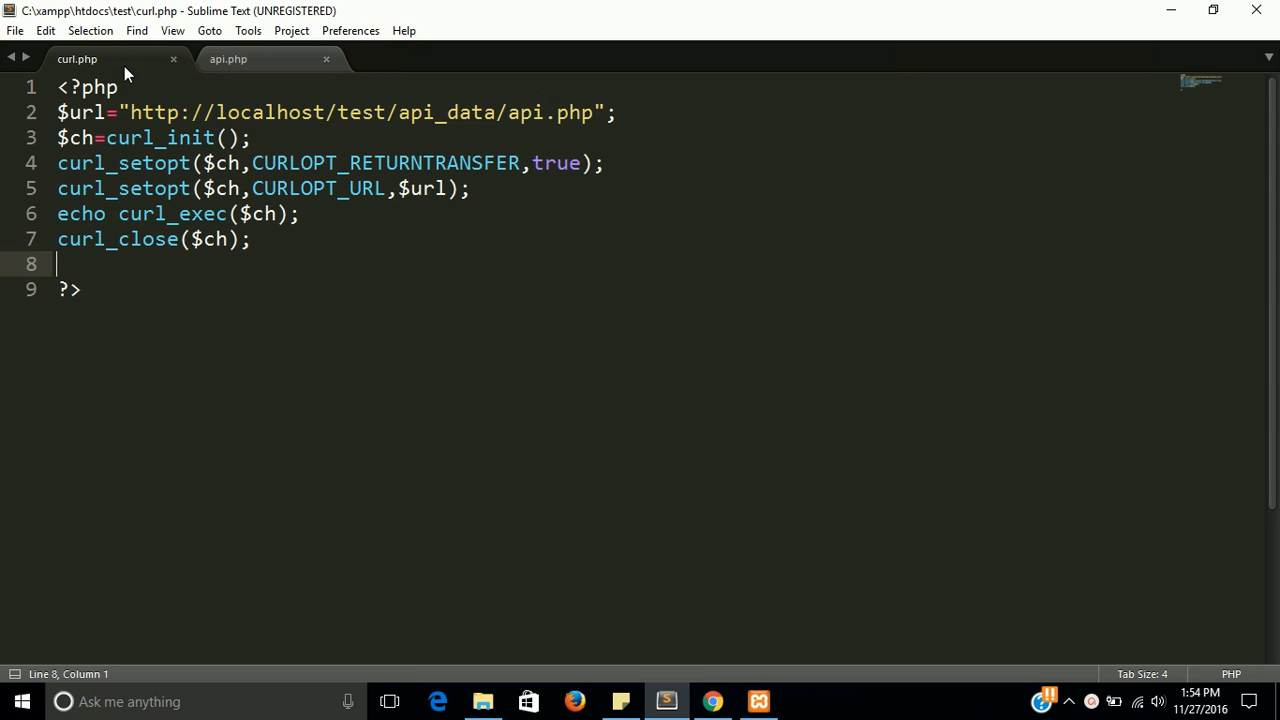 C:\xampp\htdocs\test\curl.php - Sublime Text (UNREGISTERED)
File Edit Selection Find View Goto Tools Project Preferences Help
curl.php × api.php ×
1 <?php
2 $url="http://localhost/test/api_data/api.php";
3 $ch=curl_init();
4 curl_setopt($ch,CURLOPT_RETURNTRANSFER,true);
5 curl_setopt($ch,CURLOPT_URL,$url);
6 echo curl_exec($ch);
7 curl_close($ch);
8
9 ?>
Line 8, Column 1 Tab Size: 4 PHP
Ask me anything
1:54 PM
11/27/2016